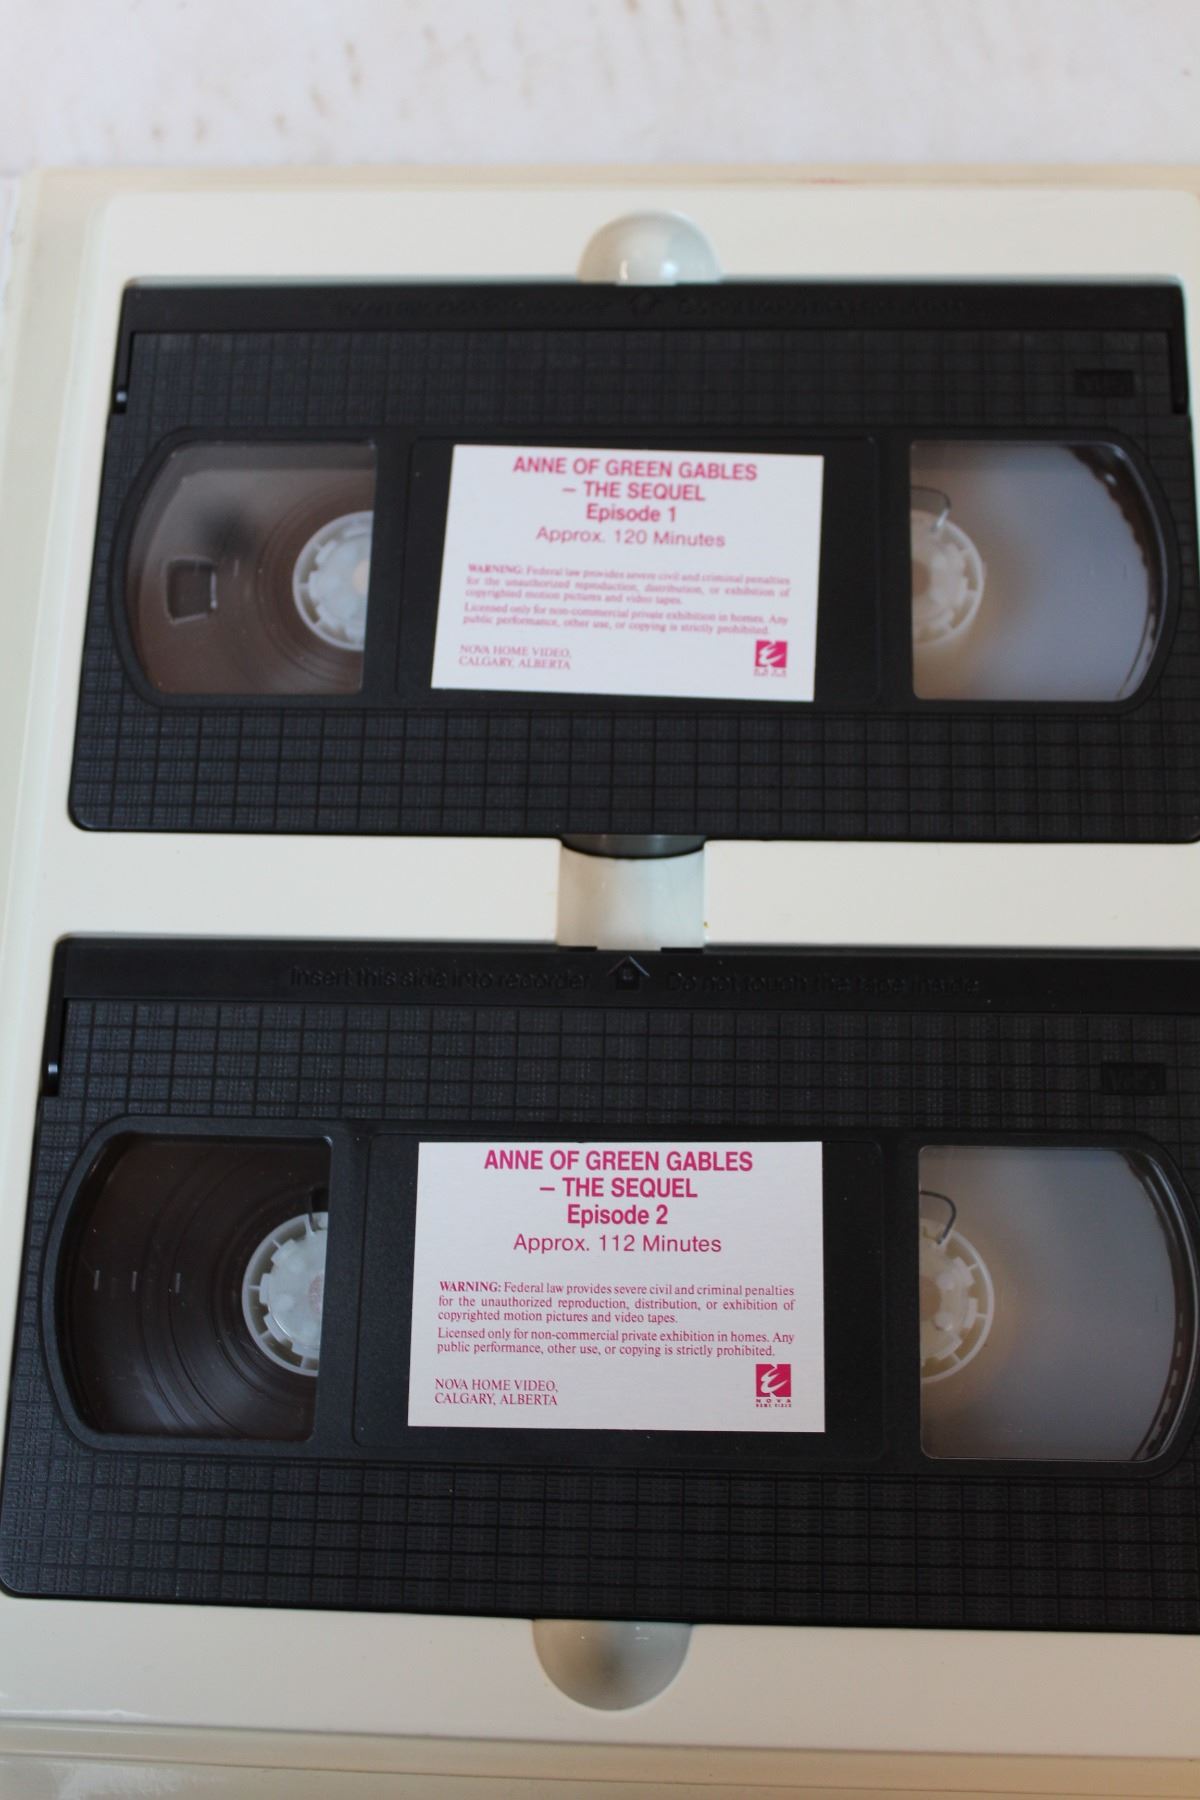 ANNE OF GREEN GABLES
– THE SEQUEL
Episode 1
Approx. 120 Minutes
WARNING: Federal law provides severe civil and criminal penalties
for the unauthorized reproduction, distribution, or exhibition of
copyrighted motion pictures and video tapes.
Licensed only for non-commercial private exhibition in homes. Any
public performance, other use, or copying is strictly prohibited.
NOVA HOME VIDEO,
CALGARY, ALBERTA
Insert this side into recorder Do not touch the tape inside
VHS
ANNE OF GREEN GABLES
– THE SEQUEL
Episode 2
Approx. 112 Minutes
WARNING: Federal law provides severe civil and criminal penalties
for the unauthorized reproduction, distribution, or exhibition of
copyrighted motion pictures and video tapes.
Licensed only for non-commercial private exhibition in homes. Any
public performance, other use, or copying is strictly prohibited.
NOVA HOME VIDEO,
CALGARY, ALBERTA
NOVA
HOME VIDEO